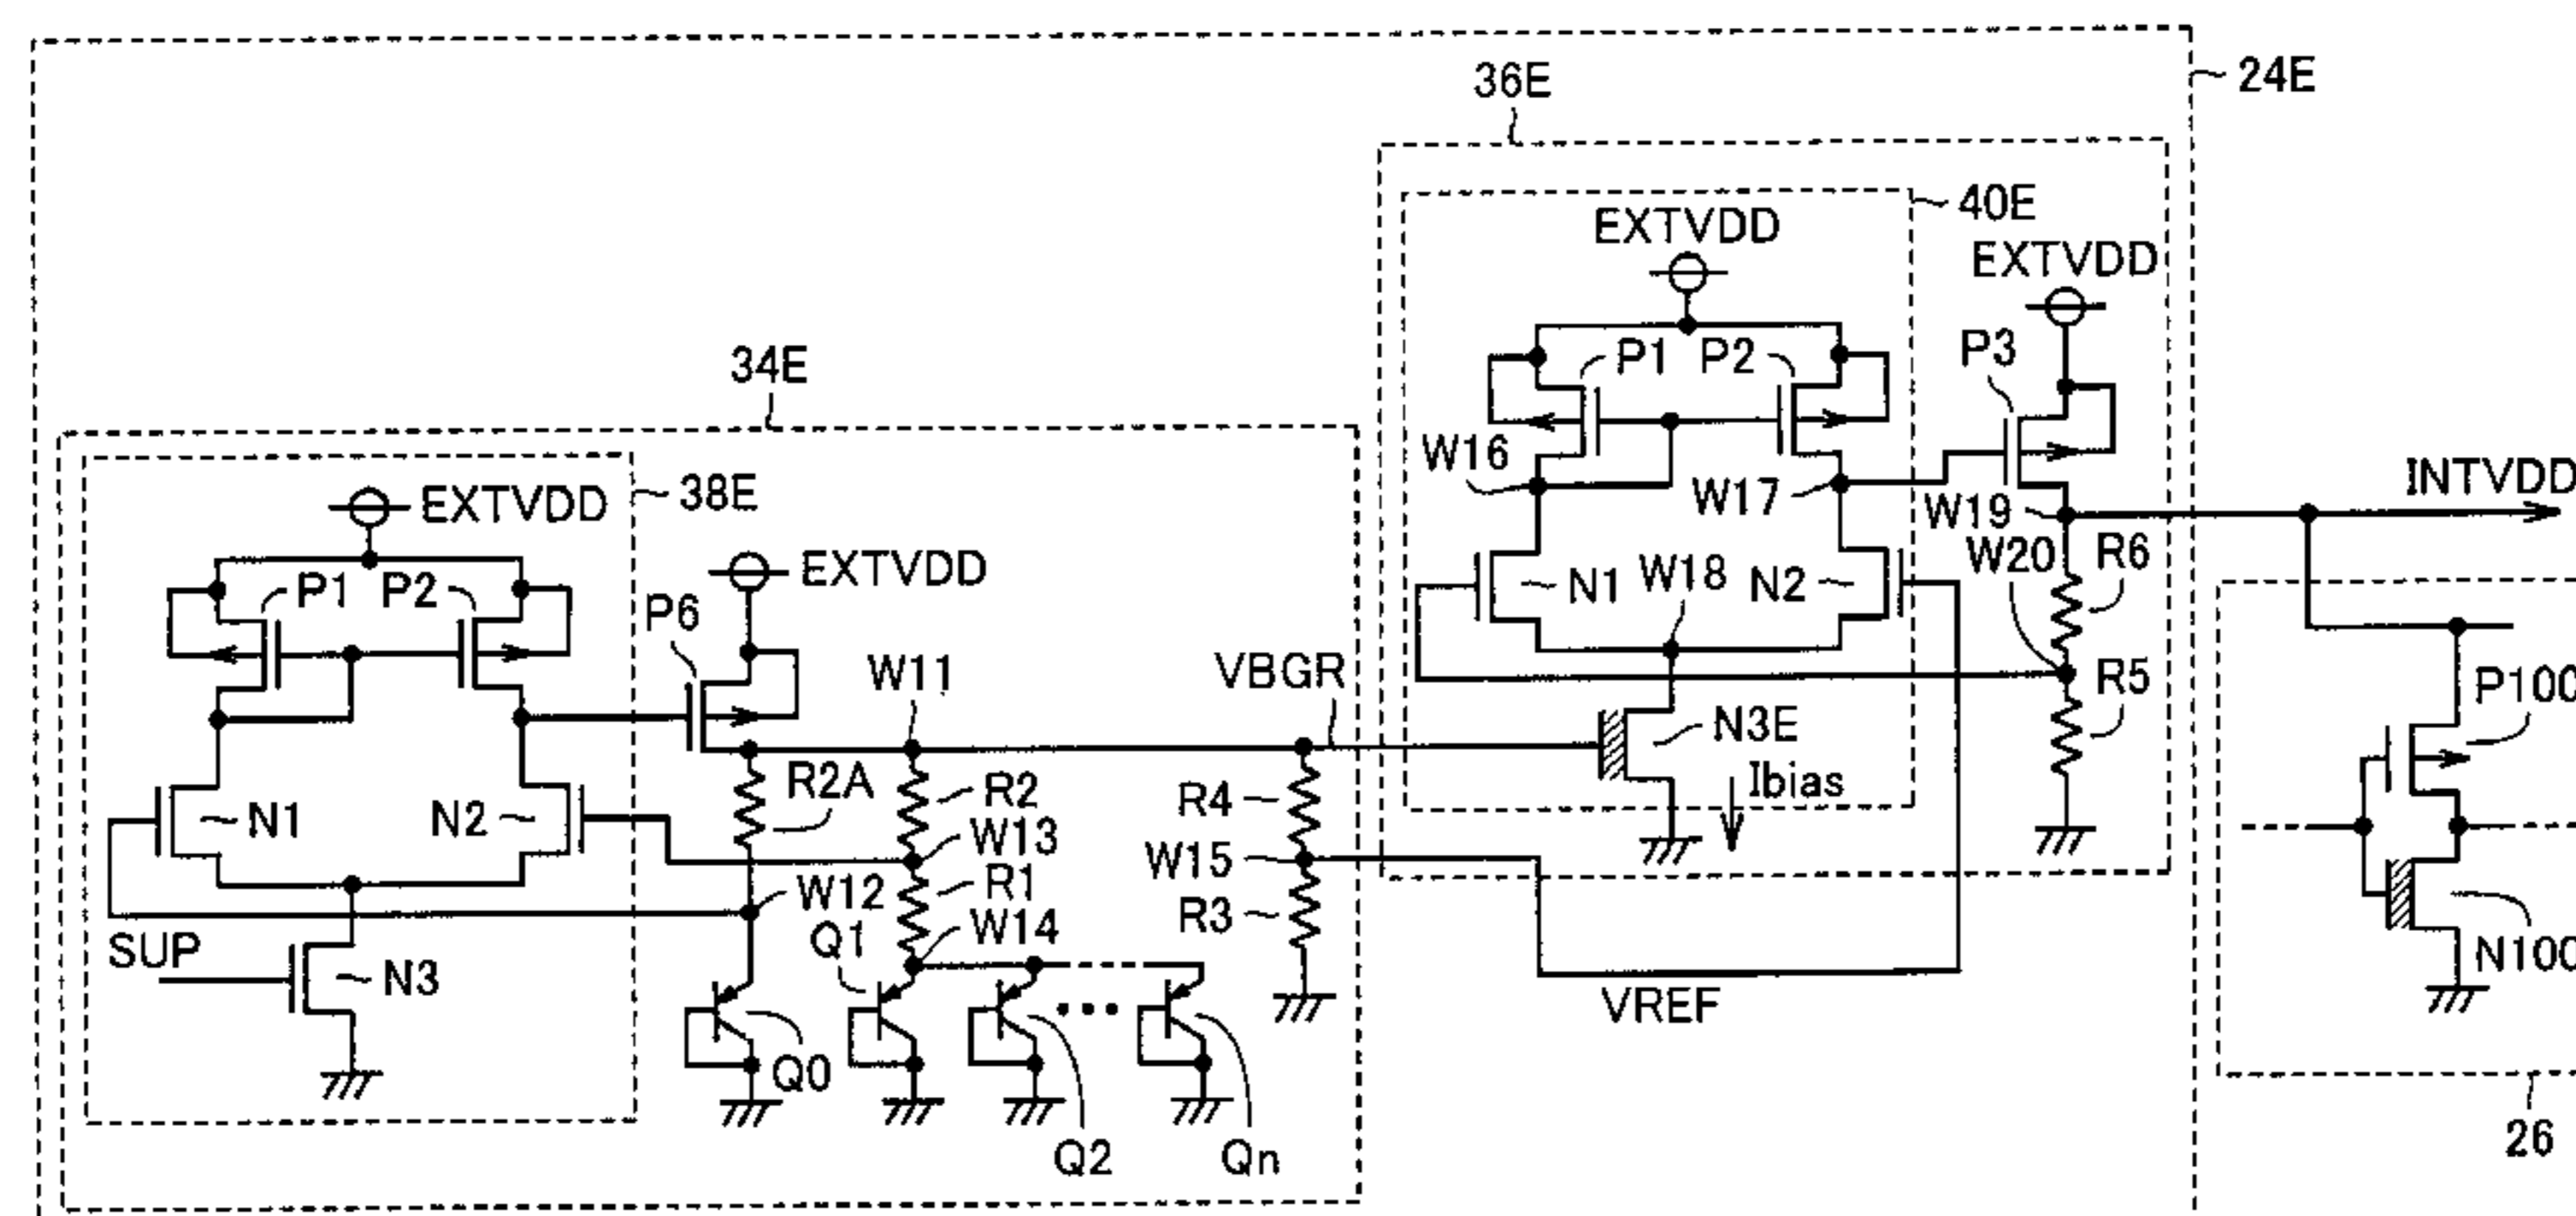 24E
36E
40E
EXTVDD
EXTVDD
P1
P2
P3
34E
W16
W17
W19
INTVDD
38E
EXTVDD
W20
R6
EXTVDD
N1
W18
N2
P1
P2
P6
W11
VBGR
R5
N3E
R2A
R2
R4
Ibias
N1
N2
W13
W15
W12
R1
R3
SUP
Q1
W14
N3
VREF
Q0
Q2
Qn
26